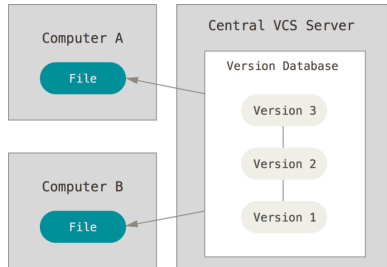 Computer A
File
Computer B
File
Central VCS Server
Version Database
Version 3
Version 2
Version 1